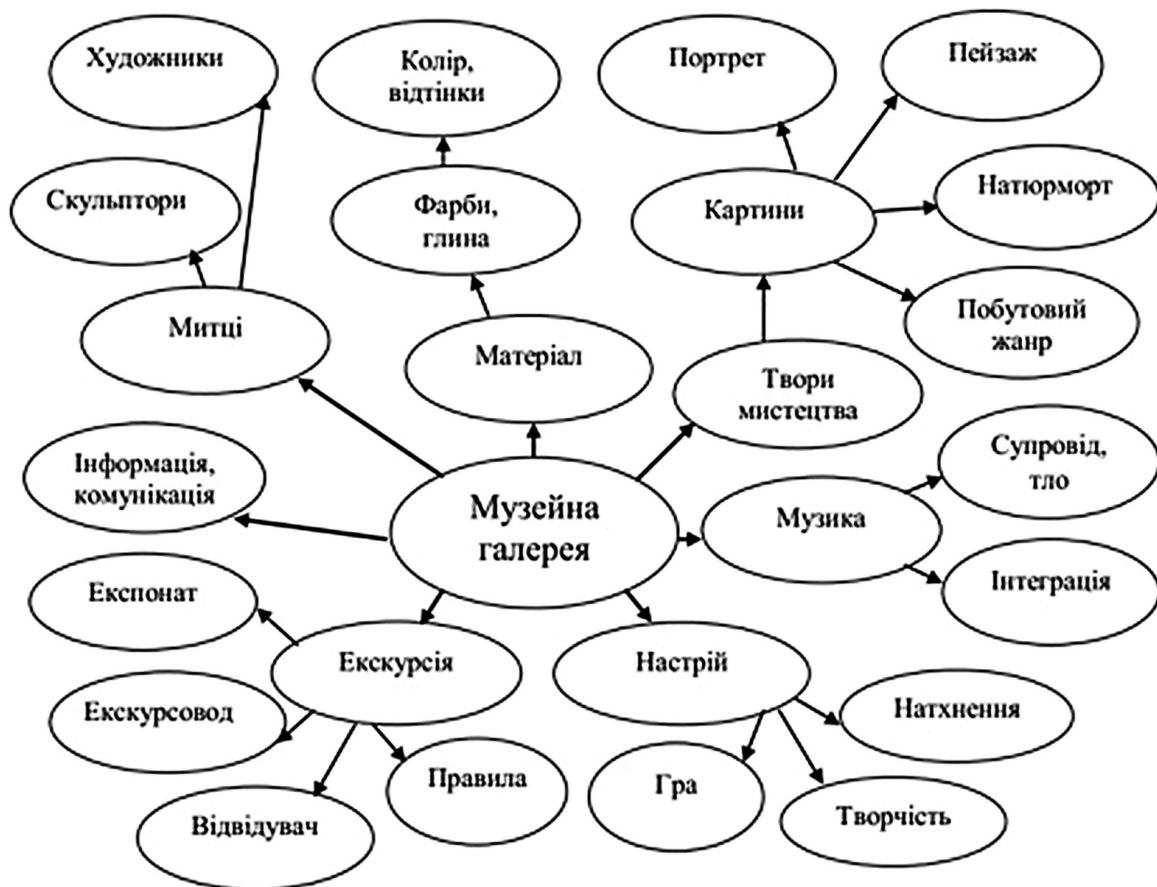 Художники
Колір,
відтінки
Портрет
Пейзаж
Скульптори
Фарби,
глина
Картини
Натюрморт
Митці
Матеріал
Твори
мистецтва
Побутовий
жанр
Інформація,
комунікація
Музейна
галерея
Музика
Супровід,
тло
Інтеграція
Експонат
Екскурсія
Настрій
Екскурсовод
Натхнення
Відвідувач
Правила
Гра
Творчість